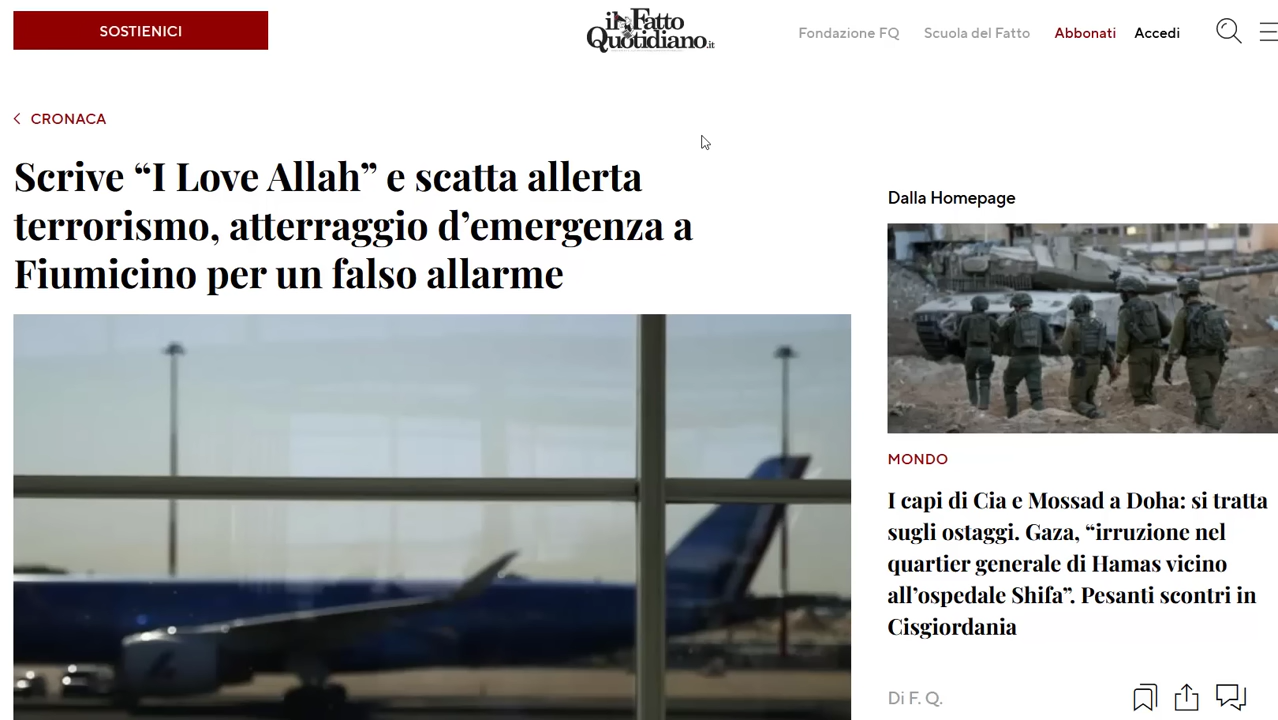 SOSTIENICI
il Fatto
Quotidiano.it
Fondazione FQ
Scuola del Fatto
Abbonati
Accedi
CRONACA
Scrive “I Love Allah” e scatta allerta
terrorismo, atterraggio d’emergenza a
Fiumicino per un falso allarme
Dalla Homepage
MONDO
I capi di Cia e Mossad a Doha: si tratta
sugli ostaggi. Gaza, “irruzione nel
quartier generale di Hamas vicino
all’ospedale Shifa”. Pesanti scontri in
Cisgiordania
Di F. Q.